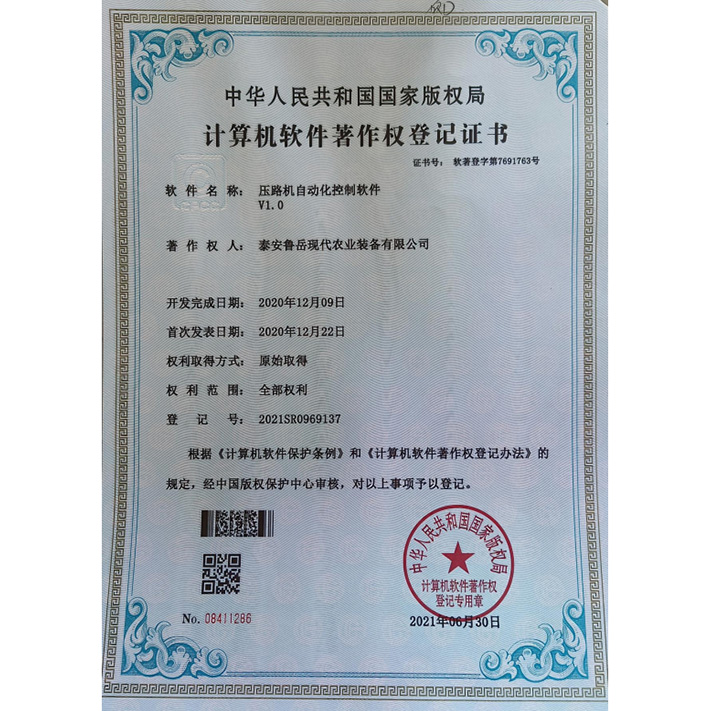 中华人民共和国国家版权局
计算机软件著作权登记证书
证书号： 软著登字第7691763号
软件名称： 压路机自动化控制软件
V1.0
著作权人： 泰安鲁岳现代农业装备有限公司
开发完成日期： 2020年12月09日
首次发表日期： 2020年12月22日
权利取得方式： 原始取得
权利范围： 全部权利
登记号： 2021SR0969137
根据《计算机软件保护条例》和《计算机软件著作权登记办法》的
规定，经中国版权保护中心审核，对以上事项予以登记。
中华人民共和国国家版权局
计算机软件著作权
登记专用章
No. 08411286
2021年06月30日